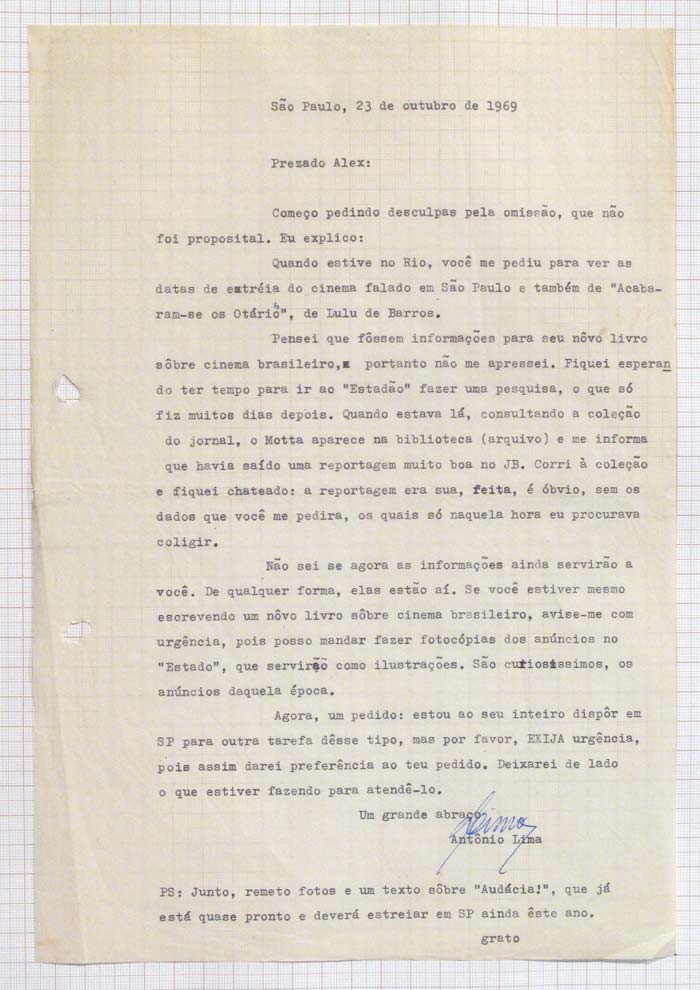 São Paulo, 23 de outubro de 1969
Prezado Alex:
Começo pedindo desculpas pela omissão, que não
foi proposital. Eu explico:
Quando estive no Rio, você me pediu para ver as
datas de estréia do cinema falado em São Paulo e também de "Acaba-
ram-se os Otários", de Lulu de Barros.
Pensei que fôssem informações para seu nôvo livro
sôbre cinema brasileiro, portanto não me apressei. Fiquei esperan
do ter tempo para ir ao "Estadão" fazer uma pesquisa, o que só
fiz muitos dias depois. Quando estava lá, consultando a coleção
do jornal, o Motta aparece na biblioteca (arquivo) e me informa
que havia saído uma reportagem muito boa no JB. Corri à coleção
e fiquei chateado: a reportagem era sua, feita, é óbvio, sem os
dados que você me pedira, os quais só naquela hora eu procurava
coligir.
Não sei se agora as informações ainda servirão a
você. De qualquer forma, elas estão aí. Se você estiver mesmo
escrevendo um nôvo livro sôbre cinema brasileiro, avise-me com
urgência, pois posso mandar fazer fotocópias dos anúncios no
"Estado", que servirão como ilustrações. São curiosissimos, os
anúncios daquela época.
Agora, um pedido: estou ao seu inteiro dispôr em
SP para outra tarefa dêsse tipo, mas por favor, EXIJA urgência,
pois assim darei preferência ao teu pedido. Deixarei de lado
o que estiver fazendo para atendê-lo.
Um grande abraço
Lima
Antônio Lima
PS: Junto, remeto fotos e um texto sôbre "Audácia!", que já
está quase pronto e deverá estreiar em SP ainda êste ano.
grato